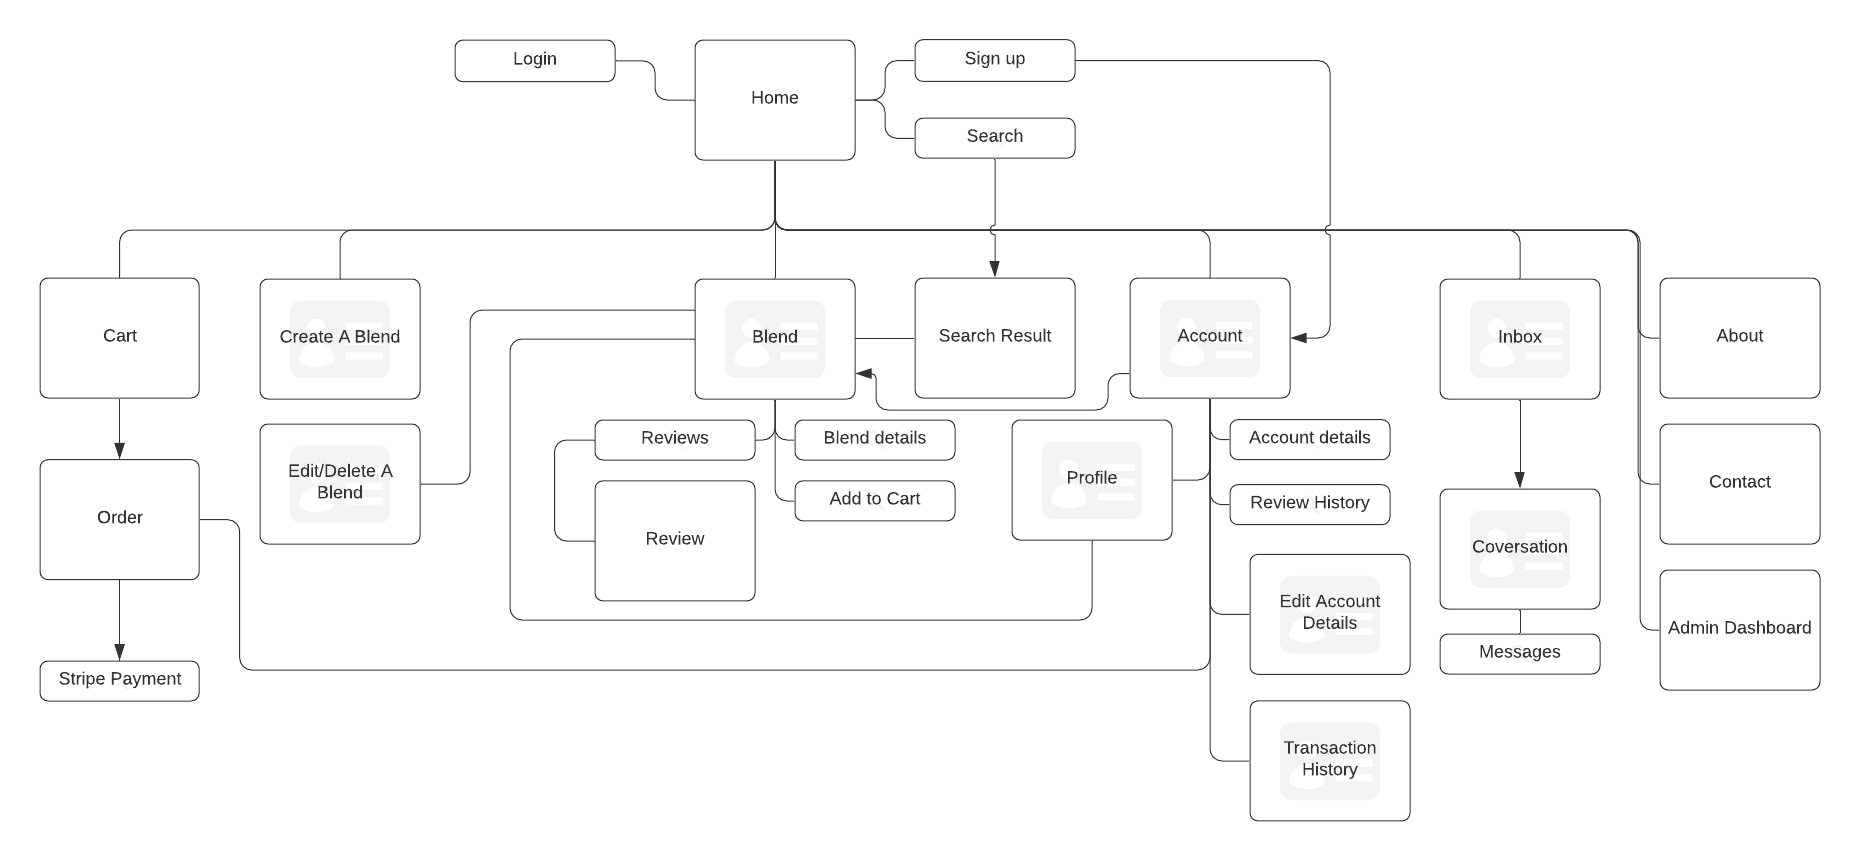 Login
Home
Sign up
Search
Cart
Create A Blend
Blend
Search Result
Account
Inbox
About
Reviews
Blend details
Account details
Edit/Delete A
Blend
Profile
Contact
Add to Cart
Review History
Order
Review
Coversation
Edit Account
Details
Admin Dashboard
Messages
Stripe Payment
Transaction
History